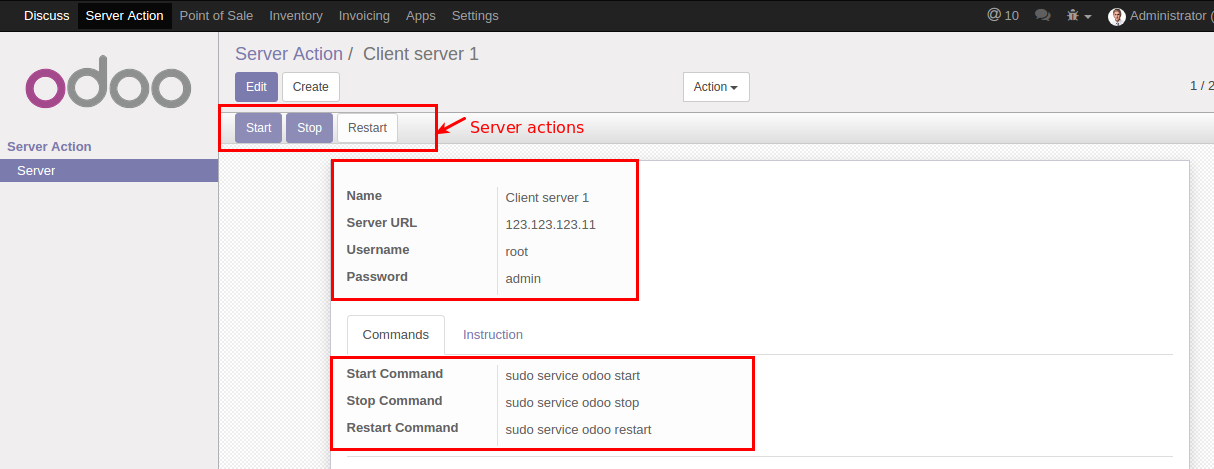 Discuss Server Action Point of Sale Inventory Invoicing Apps Settings @ 10 Administrator (
odoo
Server Action / Client server 1
Edit Create Action 1 / 2
Start Stop Restart Server actions
Server Action
Server
Name Client server 1
Server URL 123.123.123.11
Username root
Password admin
Commands Instruction
Start Command sudo service odoo start
Stop Command sudo service odoo stop
Restart Command sudo service odoo restart